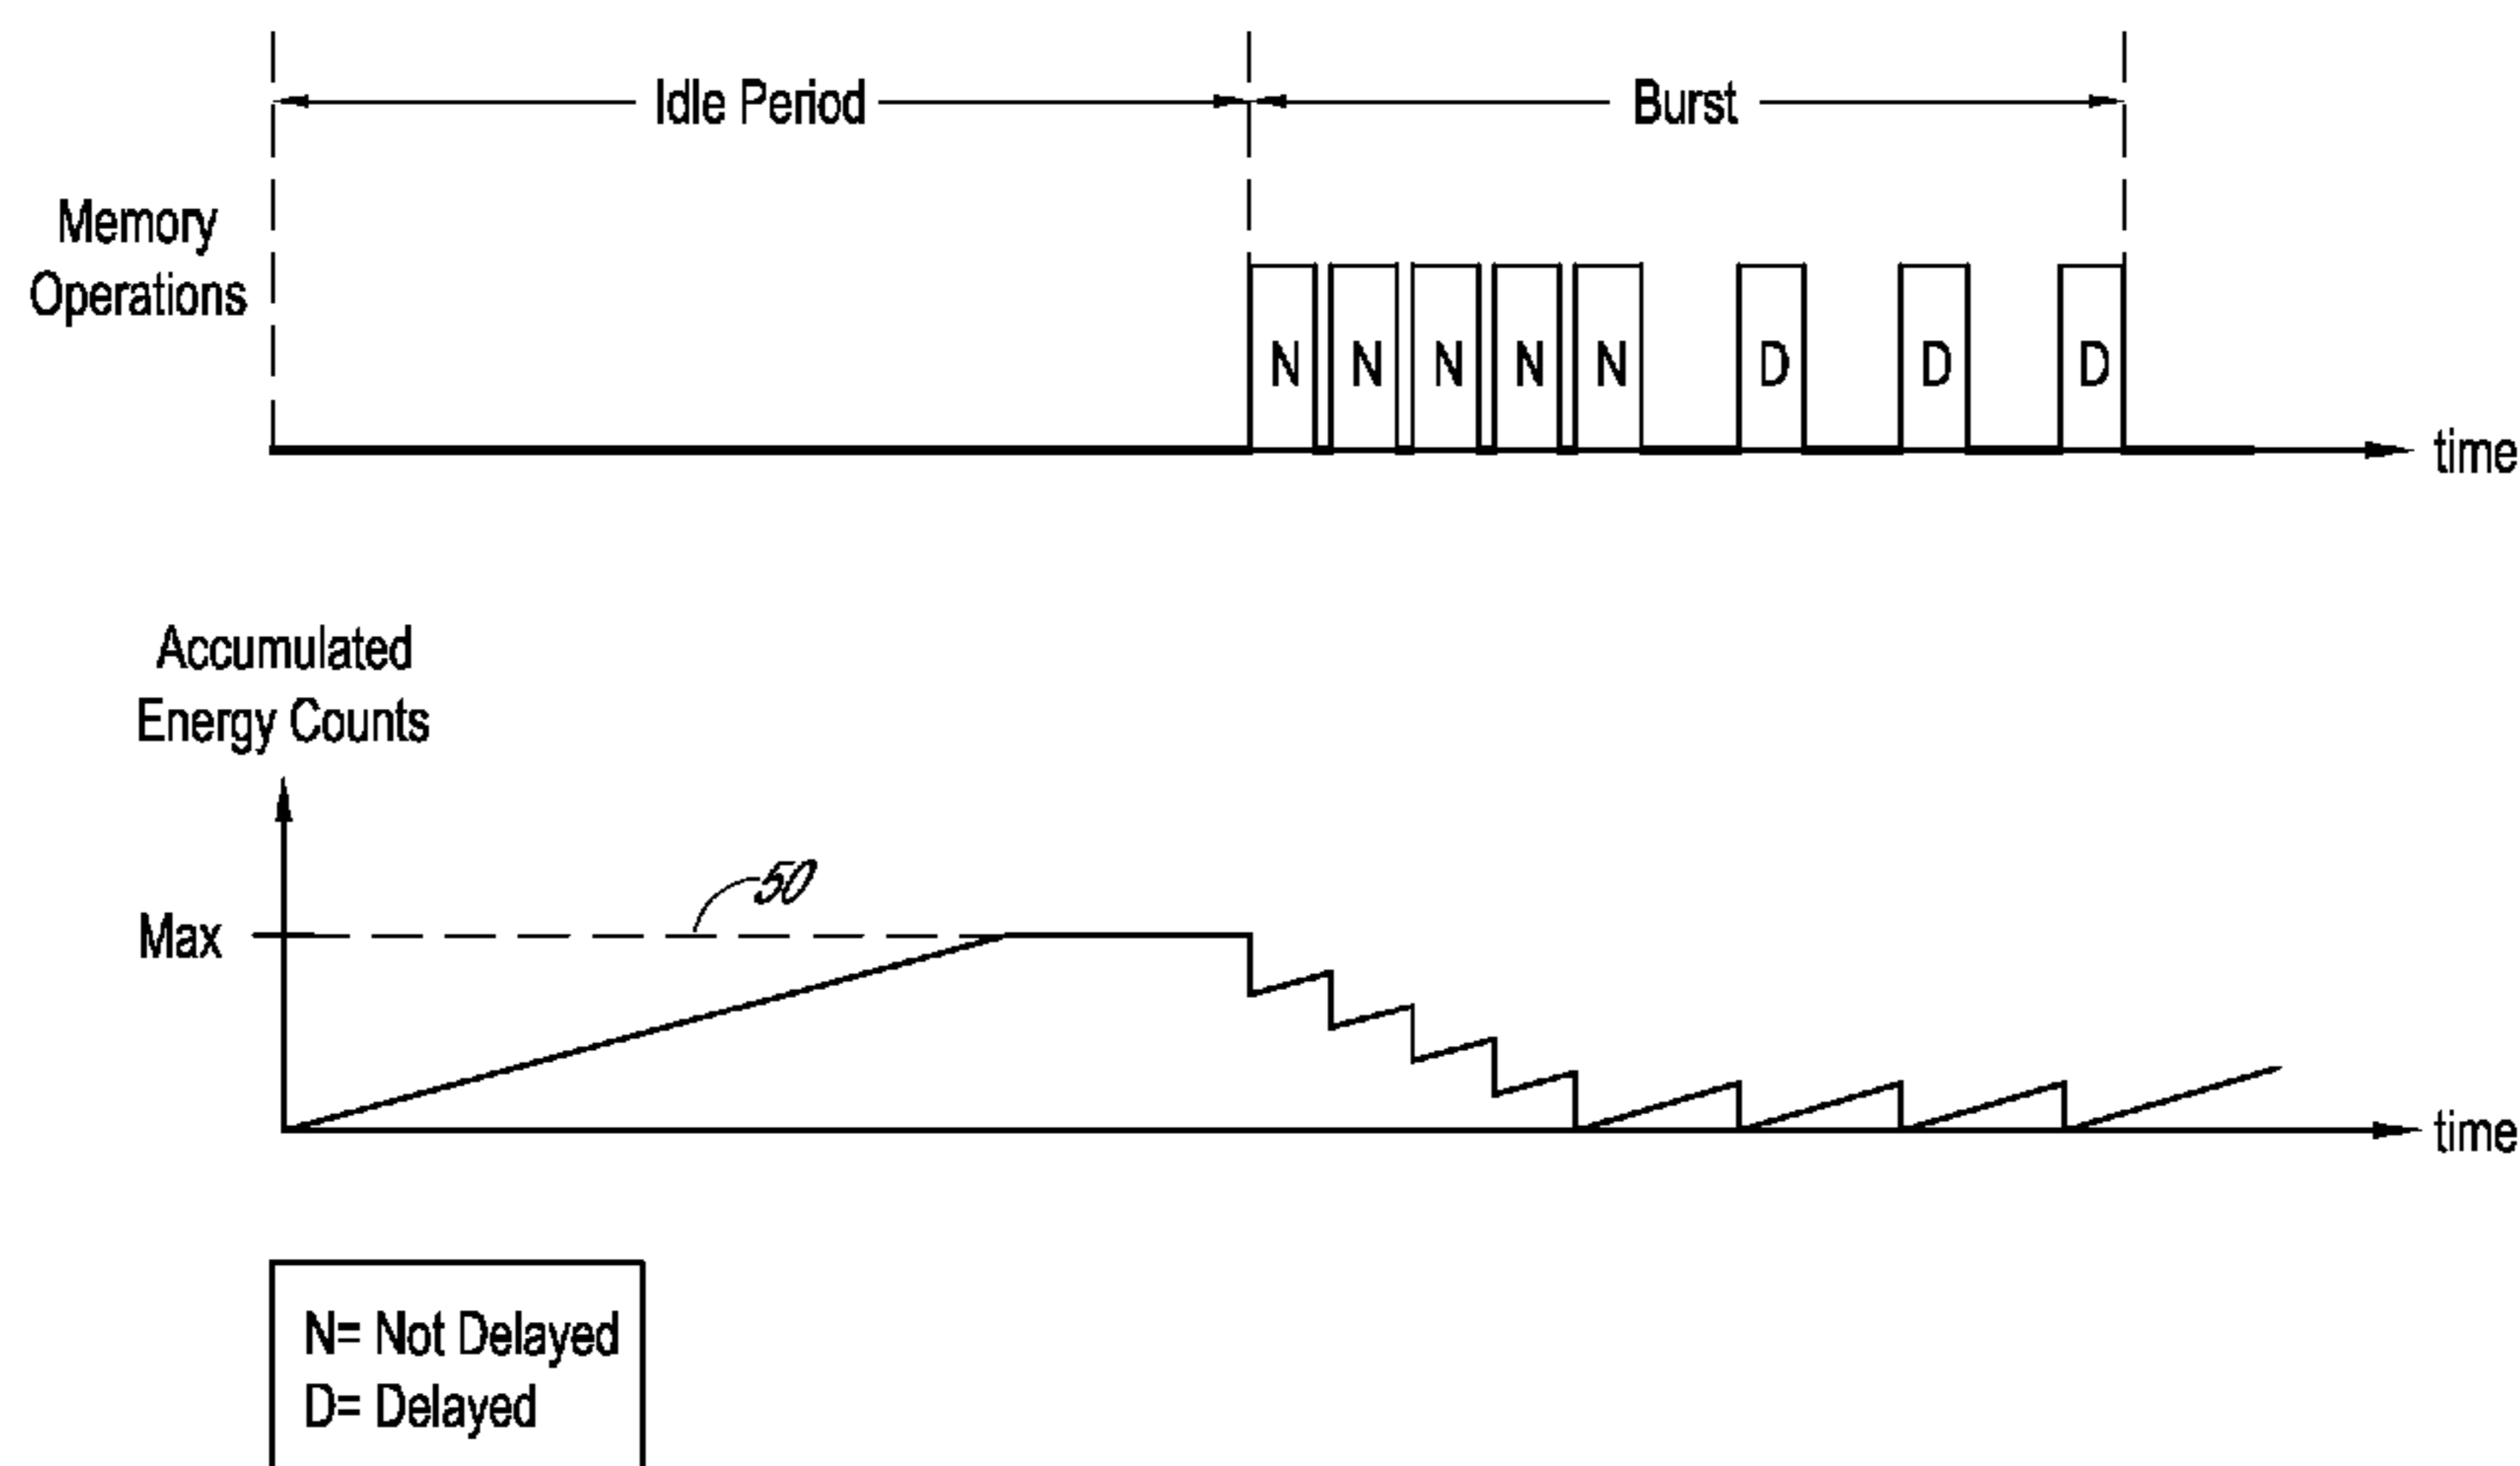 Idle Period
Burst
Memory
Operations
N N N N N D D D
time
Accumulated
Energy Counts
50
Max
time
N= Not Delayed
D= Delayed